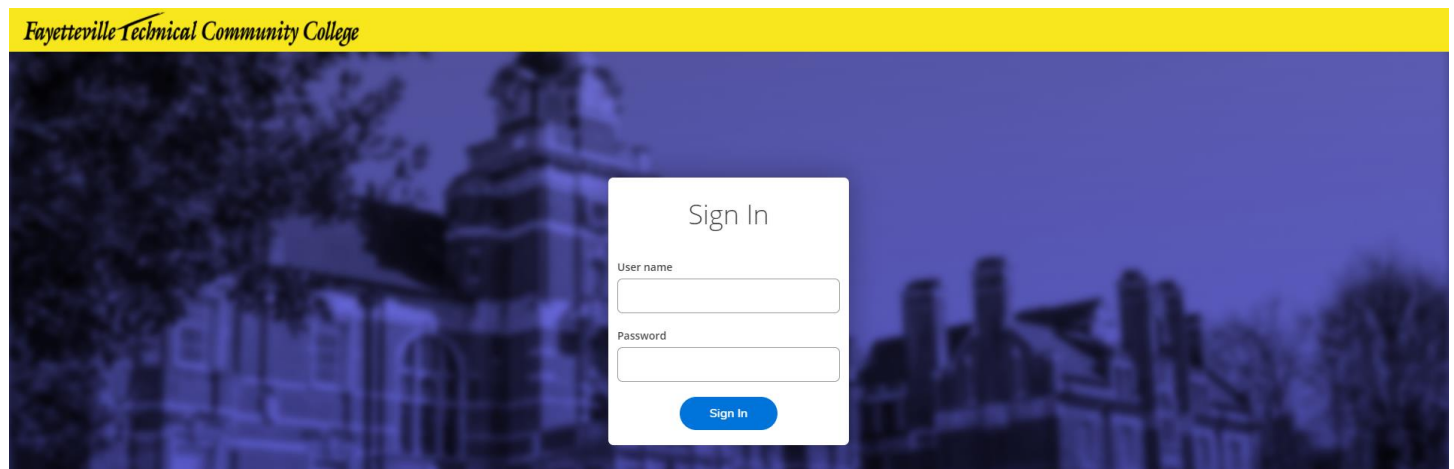 Fayetteville Technical Community College
Sign In
User name
Password
Sign In